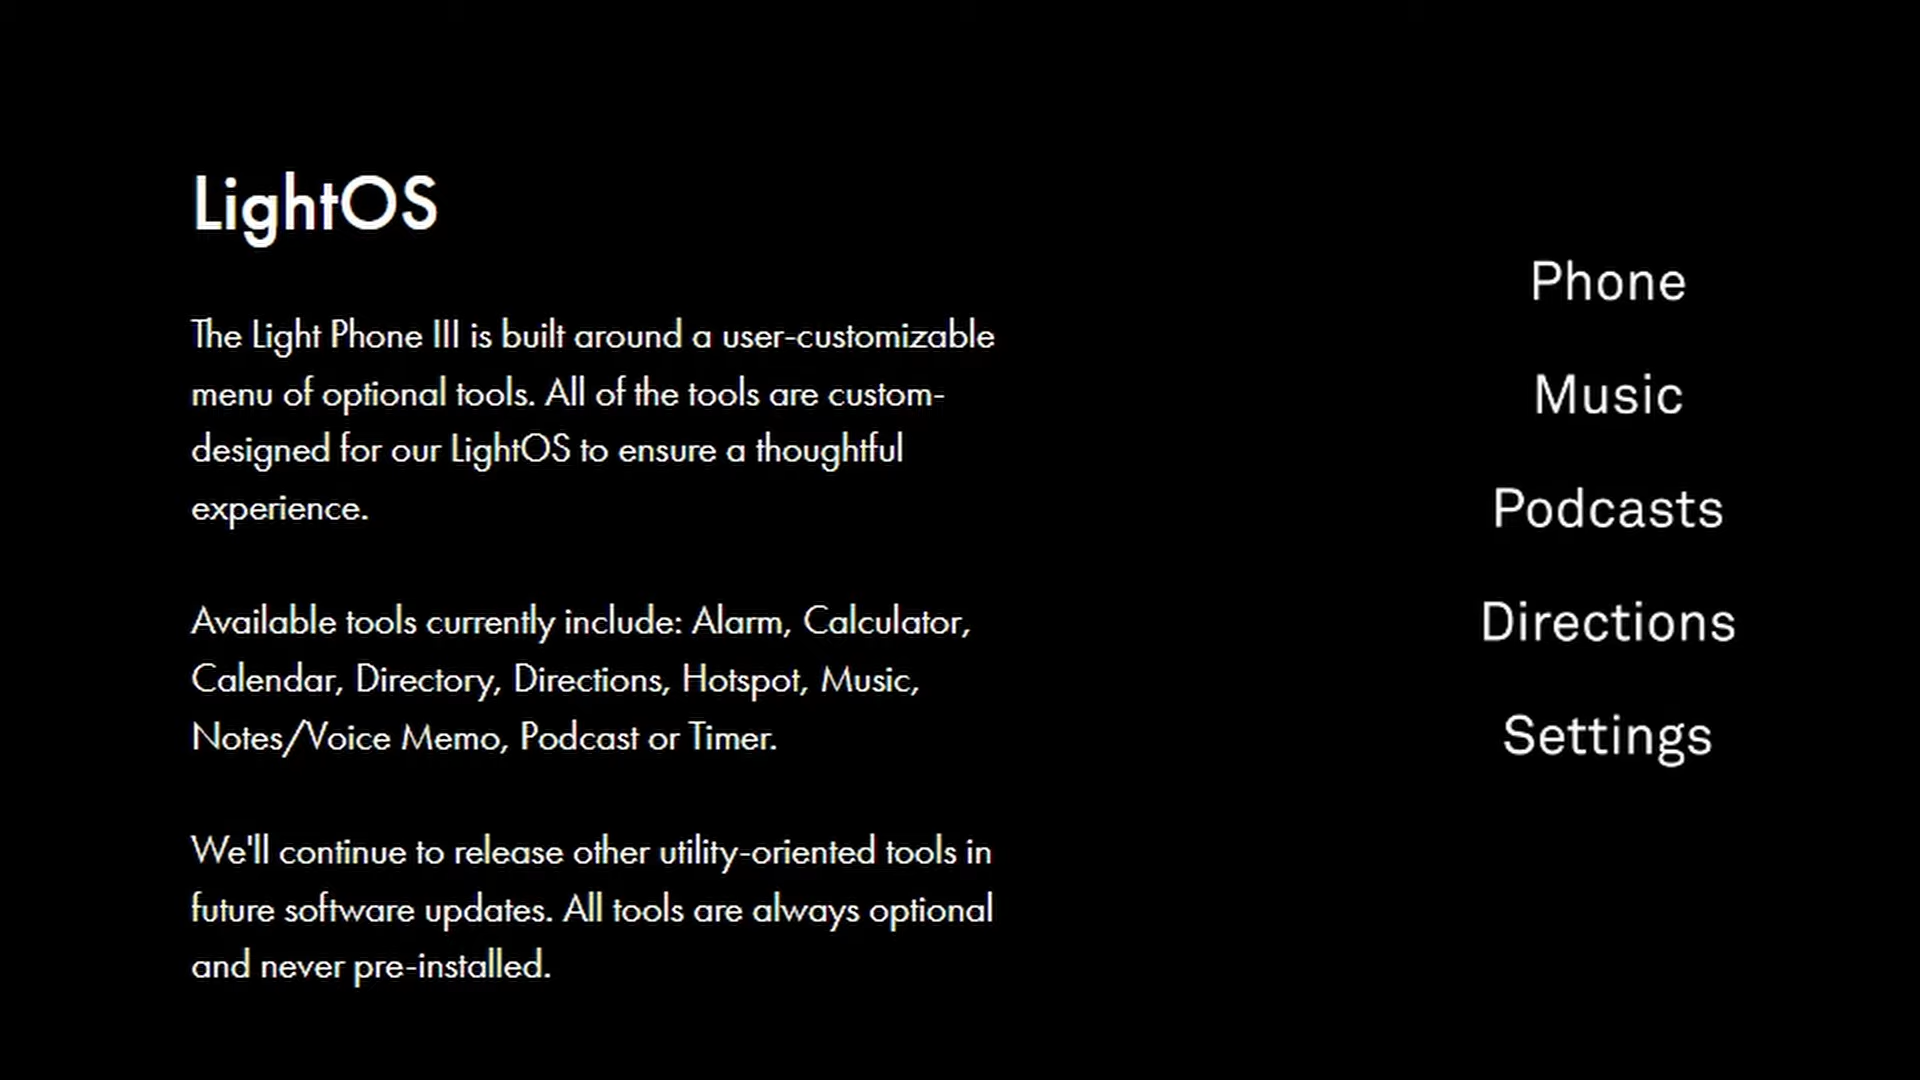 LightOS
The Light Phone III is built around a user-customizable
menu of optional tools. All of the tools are custom-
designed for our LightOS to ensure a thoughtful
experience.
Available tools currently include: Alarm, Calculator,
Calendar, Directory, Directions, Hotspot, Music,
Notes/Voice Memo, Podcast or Timer.
We'll continue to release other utility-oriented tools in
future software updates. All tools are always optional
and never pre-installed.
Phone
Music
Podcasts
Directions
Settings